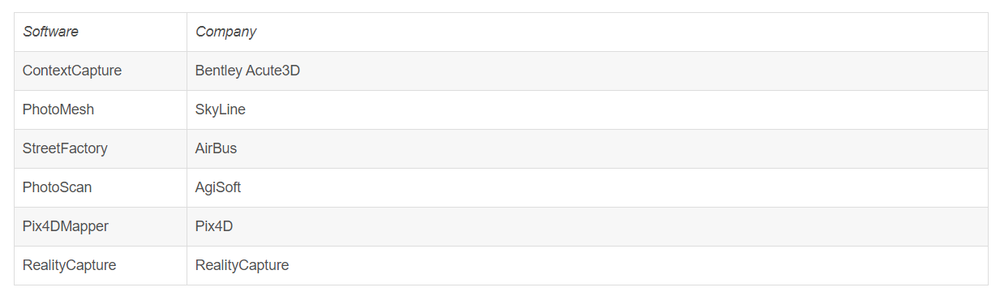 Software Company
ContextCapture Bentley Acute3D
PhotoMesh SkyLine
StreetFactory AirBus
PhotoScan AgiSoft
Pix4DMapper Pix4D
RealityCapture RealityCapture